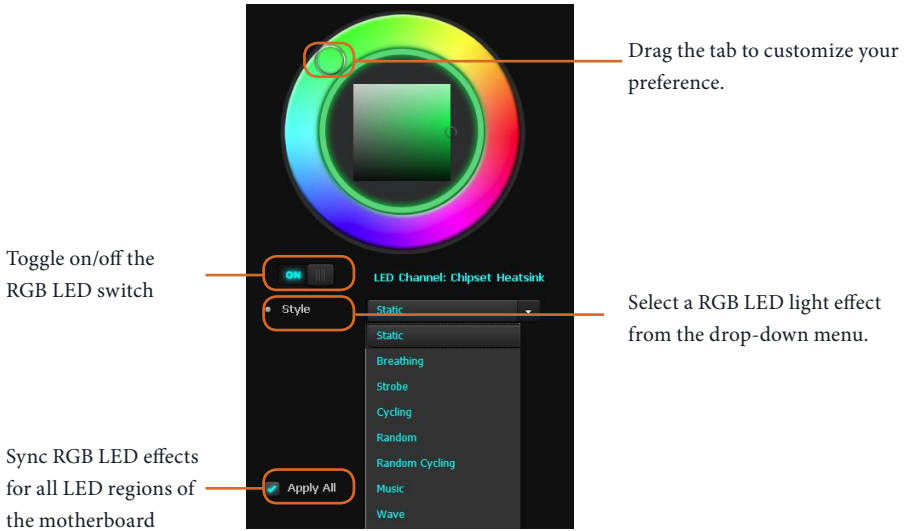 Drag the tab to customize your
preference.
Toggle on/off the
RGB LED switch
ON
LED Channel: Chipset Heatsink
Style
Static
Select a RGB LED light effect
from the drop-down menu.
Static
Breathing
Strobe
Cycling
Random
Random Cycling
Music
Wave
Sync RGB LED effects
for all LED regions of
the motherboard
Apply All